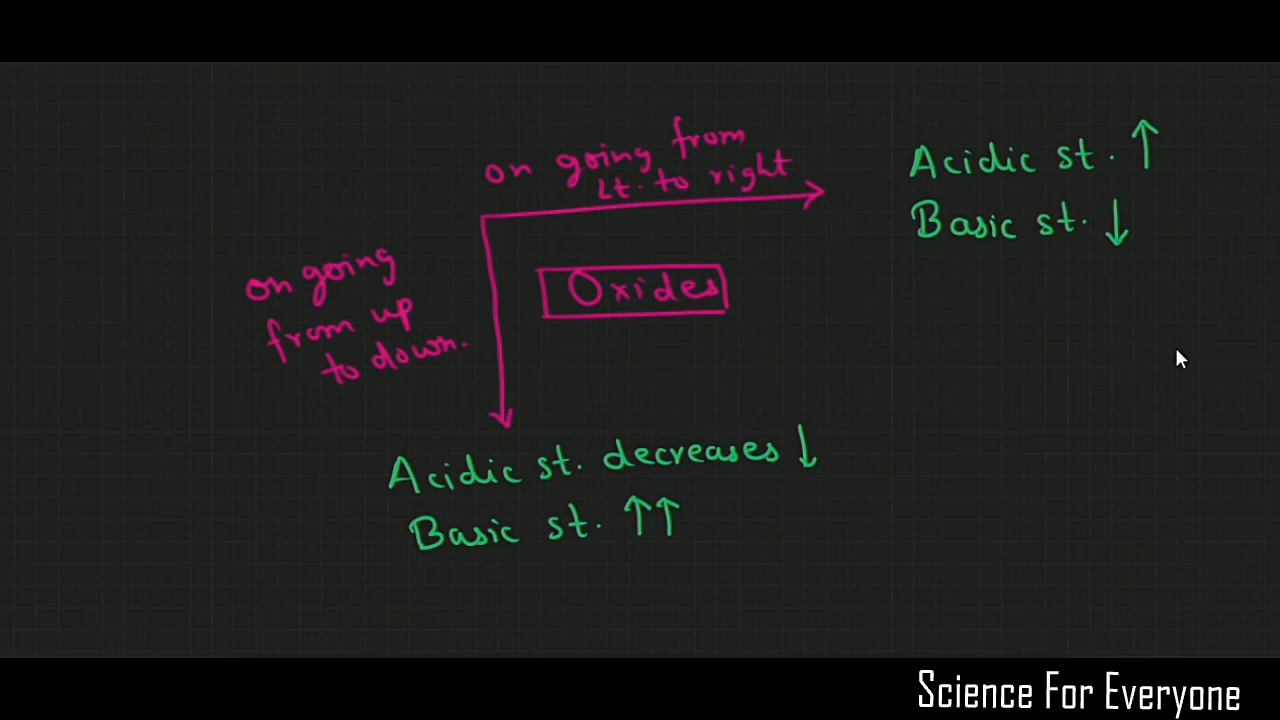 on going from
Lt. to right
Acidic st. ↑
Basic st. ↓
on going
from up
to down.
Oxides
Acidic st. decreases ↓
Basic st. ↑↑
Science For Everyone